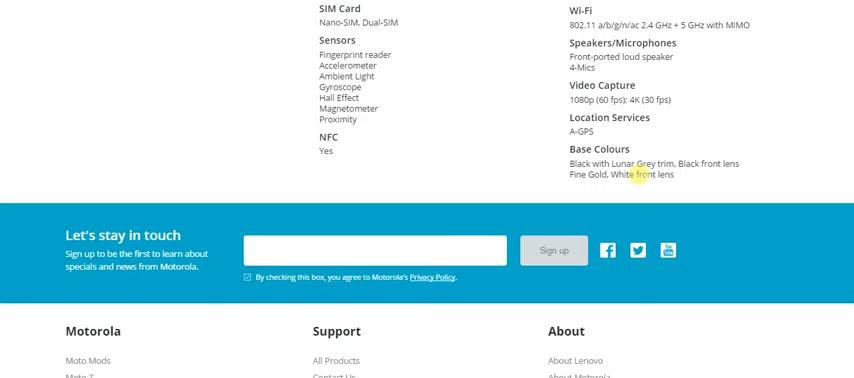 SIM Card
Nano-SIM, Dual-SIM
Sensors
Fingerprint reader
Accelerometer
Ambient Light
Gyroscope
Hall Effect
Magnetometer
Proximity
NFC
Yes
Wi-Fi
802.11 a/b/g/n/ac 2.4 GHz + 5 GHz with MIMO
Speakers/Microphones
Front-ported loud speaker
4-Mics
Video Capture
1080p (60 fps); 4K (30 fps)
Location Services
A-GPS
Base Colours
Black with Lunar Grey trim, Black front lens
Fine Gold, White front lens
Let's stay in touch
Sign up to be the first to learn about
specials and news from Motorola.
Sign up
By checking this box, you agree to Motorola's Privacy Policy.
Motorola
Moto Mods
Moto Z
Support
All Products
Contact Us
About
About Lenovo
About Motorola